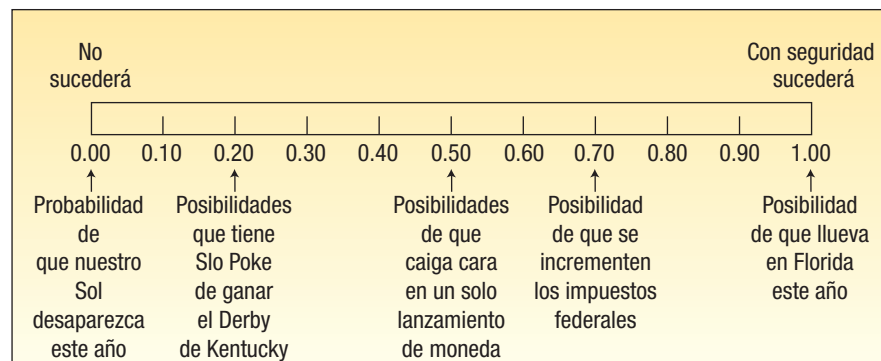 No
sucederá
Con seguridad
sucederá
0.00 0.10 0.20 0.30 0.40 0.50 0.60 0.70 0.80 0.90 1.00
Probabilidad
de
que nuestro
Sol
desaparezca
este año
Posibilidades
que tiene
Slo Poke
de ganar
el Derby
de Kentucky
Posibilidades
de que
caiga cara
en un solo
lanzamiento
de moneda
Posibilidad
de que se
incrementen
los impuestos
federales
Posibilidad
de que llueva
en Florida
este año